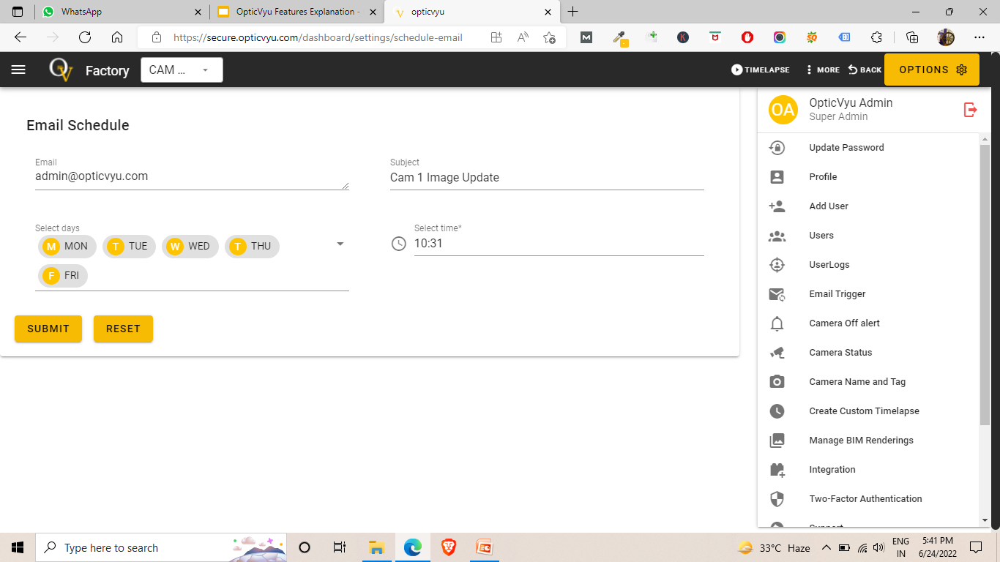 WhatsApp
OpticVyu Features Explanation -
opticvyu
https://secure.opticvyu.com/dashboard/settings/schedule-email
OV Factory
CAM ...
TIMELAPSE
MORE
BACK
OPTIONS
Email Schedule
Email
admin@opticvyu.com
Subject
Cam 1 Image Update
Select days
M MON
T TUE
W WED
T THU
F FRI
Select time*
10:31
SUBMIT
RESET
OA
OpticVyu Admin
Super Admin
Update Password
Profile
Add User
Users
UserLogs
Email Trigger
Camera Off alert
Camera Status
Camera Name and Tag
Create Custom Timelapse
Manage BIM Renderings
Integration
Two-Factor Authentication
Support
Type here to search
33°C Haze
ENG
IN
5:41 PM
6/24/2022